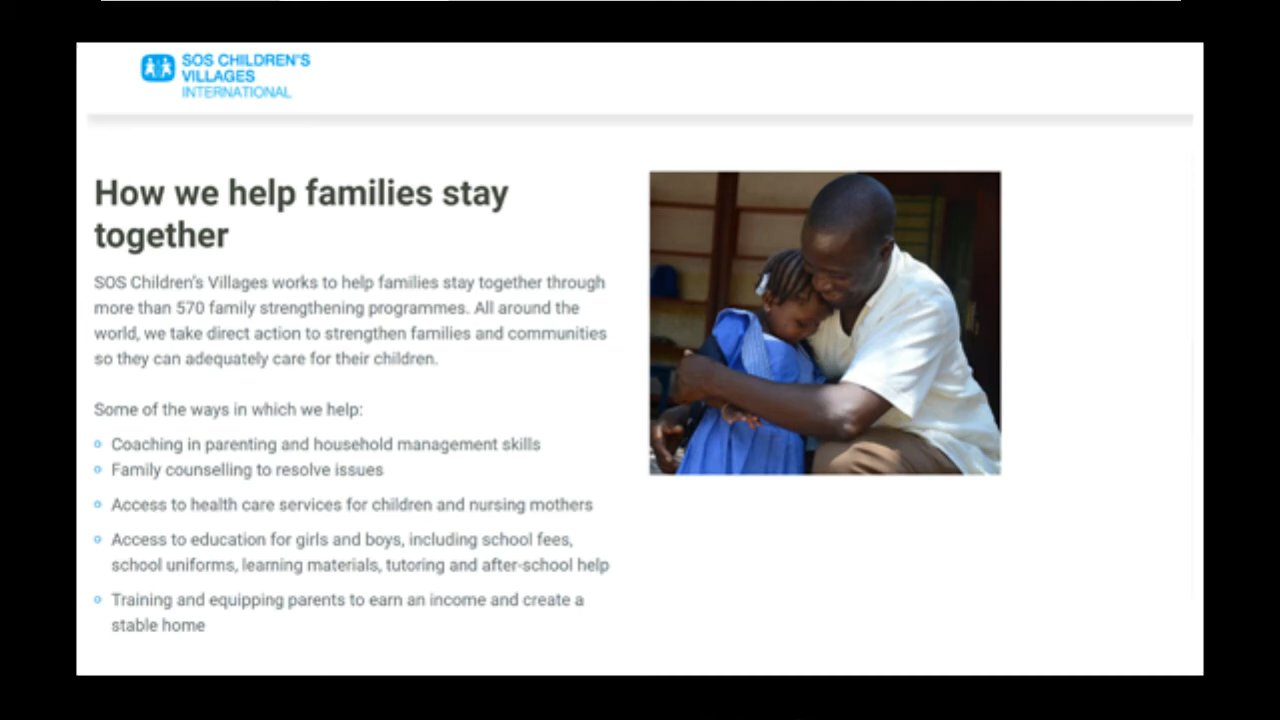 SOS CHILDREN'S
VILLAGES
INTERNATIONAL
How we help families stay
together
SOS Children's Villages works to help families stay together through
more than 570 family strengthening programmes. All around the
world, we take direct action to strengthen families and communities
so they can adequately care for their children.
Some of the ways in which we help:
Coaching in parenting and household management skills
Family counselling to resolve issues
Access to health care services for children and nursing mothers
Access to education for girls and boys, including school fees,
school uniforms, learning materials, tutoring and after-school help
Training and equipping parents to earn an income and create a
stable home